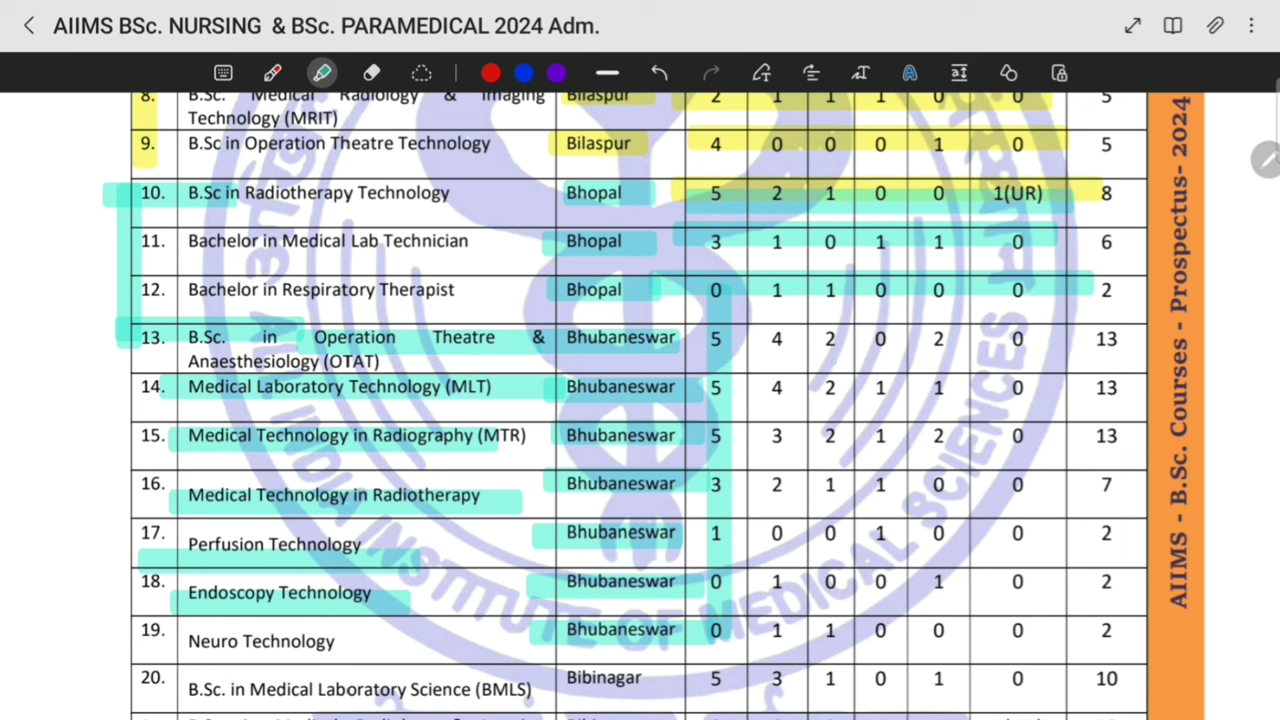 AIIMS BSc. NURSING & BSc. PARAMEDICAL 2024 Adm.
8. B.Sc. Medical Radiology & Imaging Technology (MRIT) Bilaspur 2 1 1 1 0 0 5
9. B.Sc in Operation Theatre Technology Bilaspur 4 0 0 0 1 0 5
10. B.Sc in Radiotherapy Technology Bhopal 5 2 1 0 0 1(UR) 8
11. Bachelor in Medical Lab Technician Bhopal 3 1 0 1 1 0 6
12. Bachelor in Respiratory Therapist Bhopal 0 1 1 0 0 0 2
13. B.Sc. in Operation Theatre & Anaesthesiology (OTAT) Bhubaneswar 5 4 2 0 2 0 13
14. Medical Laboratory Technology (MLT) Bhubaneswar 5 4 2 1 1 0 13
15. Medical Technology in Radiography (MTR) Bhubaneswar 5 3 2 1 2 0 13
16. Medical Technology in Radiotherapy Bhubaneswar 3 2 1 1 0 0 7
17. Perfusion Technology Bhubaneswar 1 0 0 1 0 0 2
18. Endoscopy Technology Bhubaneswar 0 1 0 0 1 0 2
19. Neuro Technology Bhubaneswar 0 1 1 0 0 0 2
20. B.Sc. in Medical Laboratory Science (BMLS) Bibinagar 5 3 1 0 1 0 10
AIIMS - B.Sc. Courses - Prospectus- 2024
INSTITUTE OF MEDICAL SCIENCES